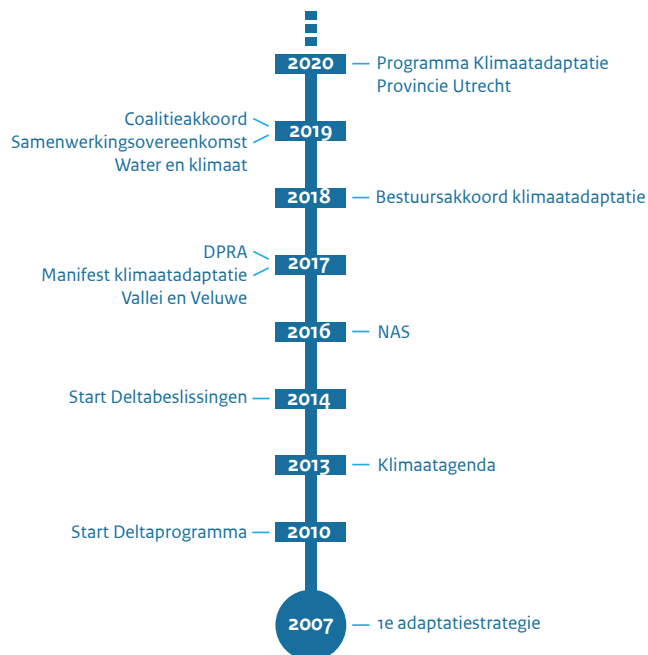 2020
Programma Klimaatadaptatie
Provincie Utrecht
Coalitieakkoord
Samenwerkingsovereenkomst
Water en klimaat
2019
2018
Bestuursakkoord klimaatadaptatie
DPRA
Manifest klimaatadaptatie
Vallei en Veluwe
2017
2016
NAS
Start Deltabeslissingen
2014
2013
Klimaatagenda
Start Deltaprogramma
2010
2007
1e adaptatiestrategie